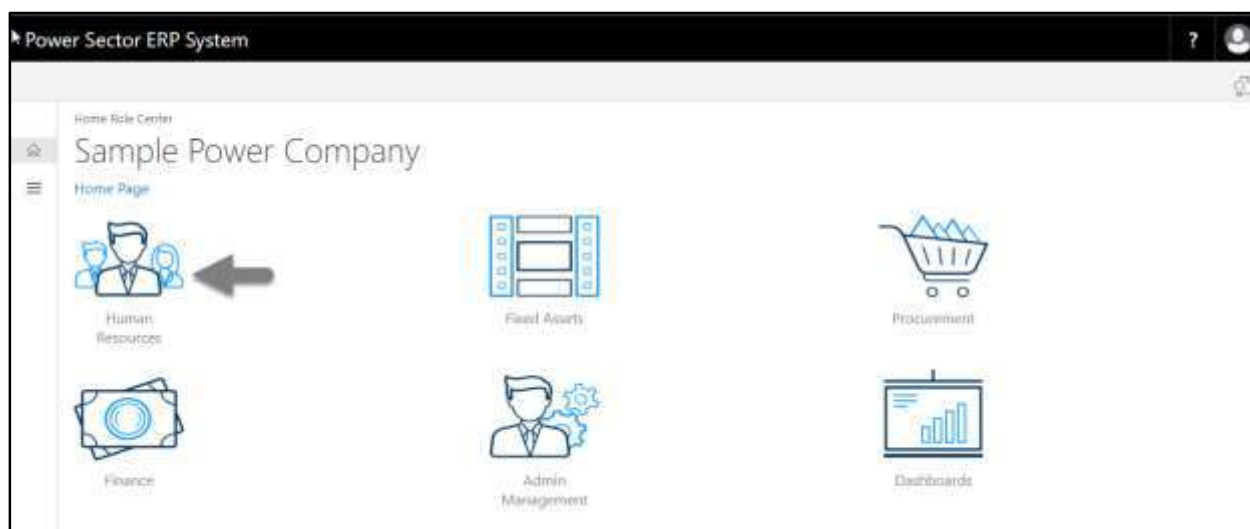 Power Sector ERP System
?
Home Role Center
Sample Power Company
Home Page
Human
Resources
Fixed Assets
Procurement
Finance
Admin
Management
Dashboards